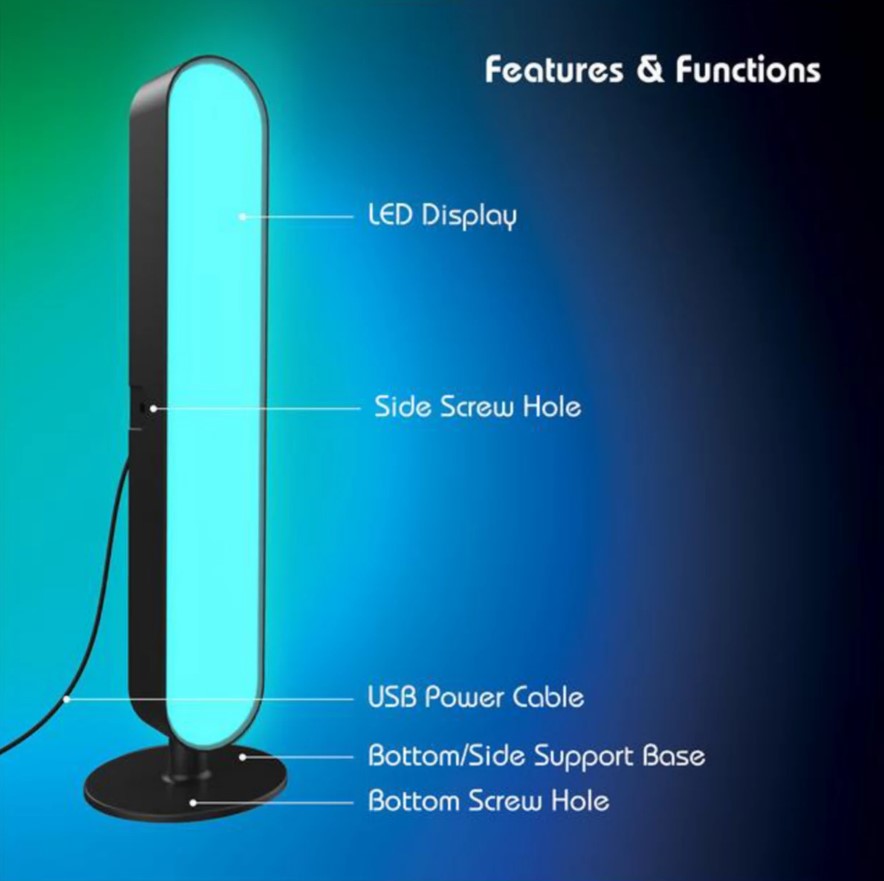 Features & Functions
LED Display
Side Screw Hole
USB Power Cable
Bottom/Side Support Base
Bottom Screw Hole